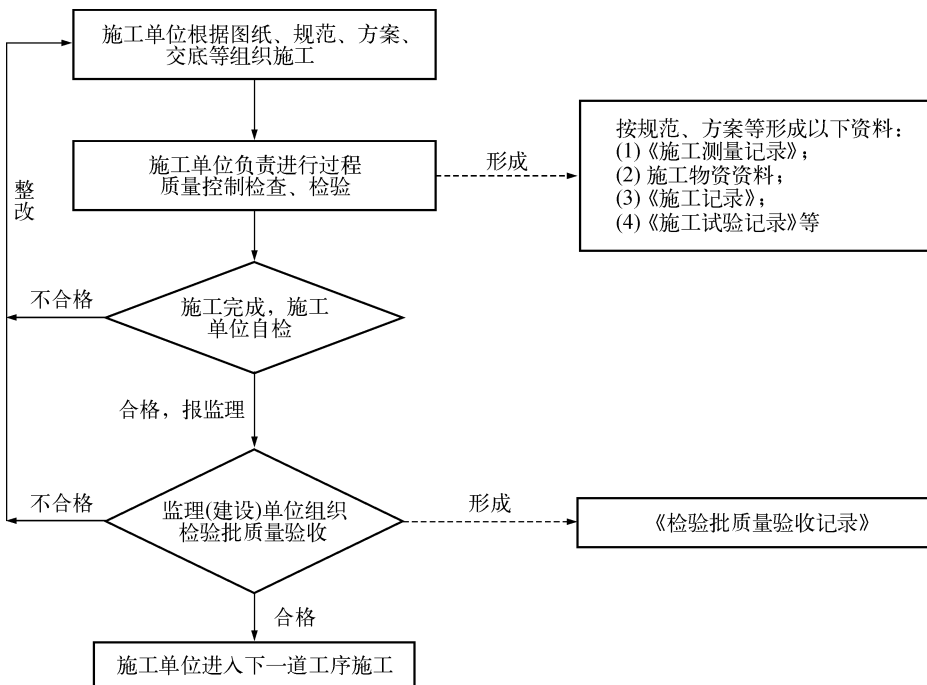 施工单位根据图纸、规范、方案、
交底等组织施工
施工单位负责进行过程
质量控制检查、检验
形成
按规范、方案等形成以下资料：
(1)《施工测量记录》；
(2) 施工物资资料；
(3)《施工记录》；
(4)《施工试验记录》等
整
改
不合格
施工完成，施工
单位自检
合格，报监理
不合格
监理(建设)单位组织
检验批质量验收
形成
《检验批质量验收记录》
合格
施工单位进入下一道工序施工